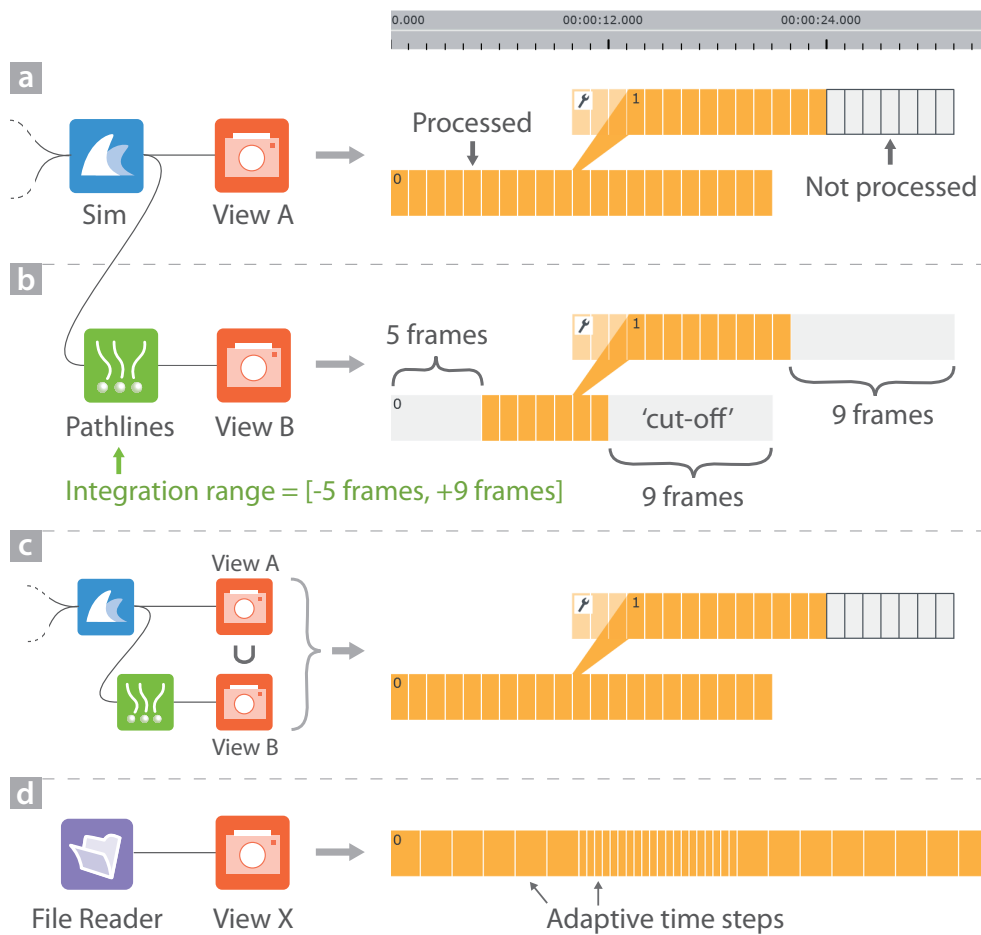 0.000 00:00:12.000 00:00:24.000
a
1
Processed
0
Not processed
Sim View A
b
1
5 frames
0
'cut-off'
9 frames
Pathlines View B
9 frames
Integration range = [-5 frames, +9 frames]
c
View A
1
0
View B
d
0
File Reader View X Adaptive time steps